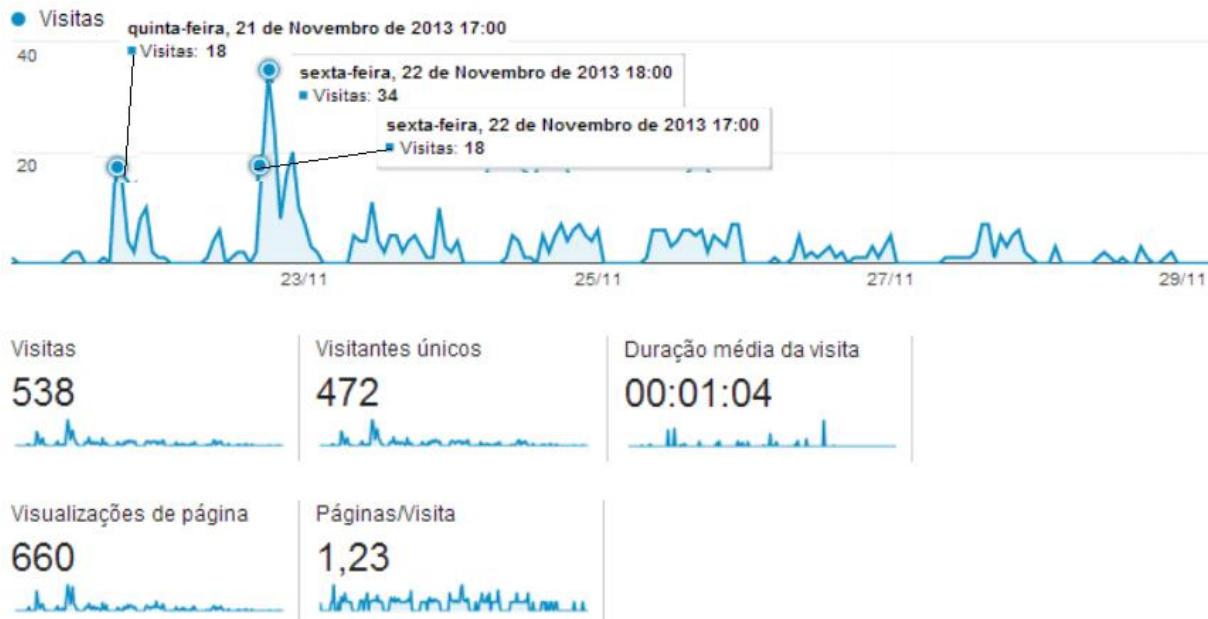 Visitas
quinta-feira, 21 de Novembro de 2013 17:00
Visitas: 18
40
sexta-feira, 22 de Novembro de 2013 18:00
Visitas: 34
sexta-feira, 22 de Novembro de 2013 17:00
Visitas: 18
20
23/11 25/11 27/11 29/11
Visitas Visitantes únicos Duração média da visita
538 472 00:01:04
Visualizações de página Páginas/Visita
660 1,23